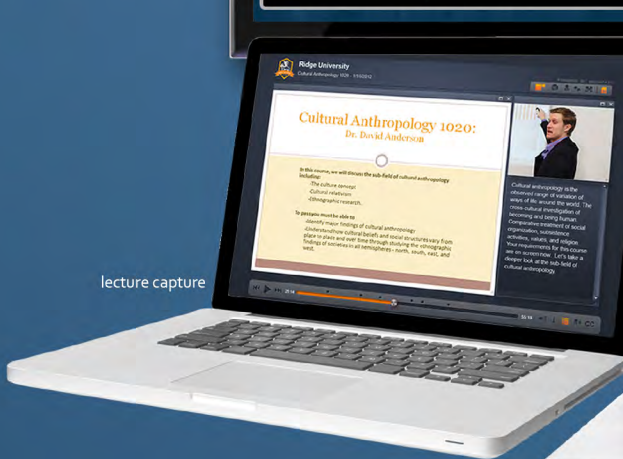 Ridge University
Cultural Anthropology 1020 -
Cultural Anthropology 1020:
Dr. David Anderson
In this course, we will discuss the sub-field of cultural anthropology
including:
-The culture concept
-Cultural relativism
-Ethnographic research.
To pass you must be able to
-Identify major findings of cultural anthropology
-Understand how cultural beliefs and social structures vary from
place to place and over time through studying the ethnographic
findings of societies in all hemispheres - north, south, east, and
west.
Cultural anthropology is the
observed range of variation of
ways of life around the world. The
cross-cultural investigation of
becoming and being human.
Comparative treatment of social
organization, subsistence
activities, values, and religion.
Your requirements for this course
are on screen now. Let's take a
deeper look at the sub-field of
cultural anthropology
lecture capture
CC